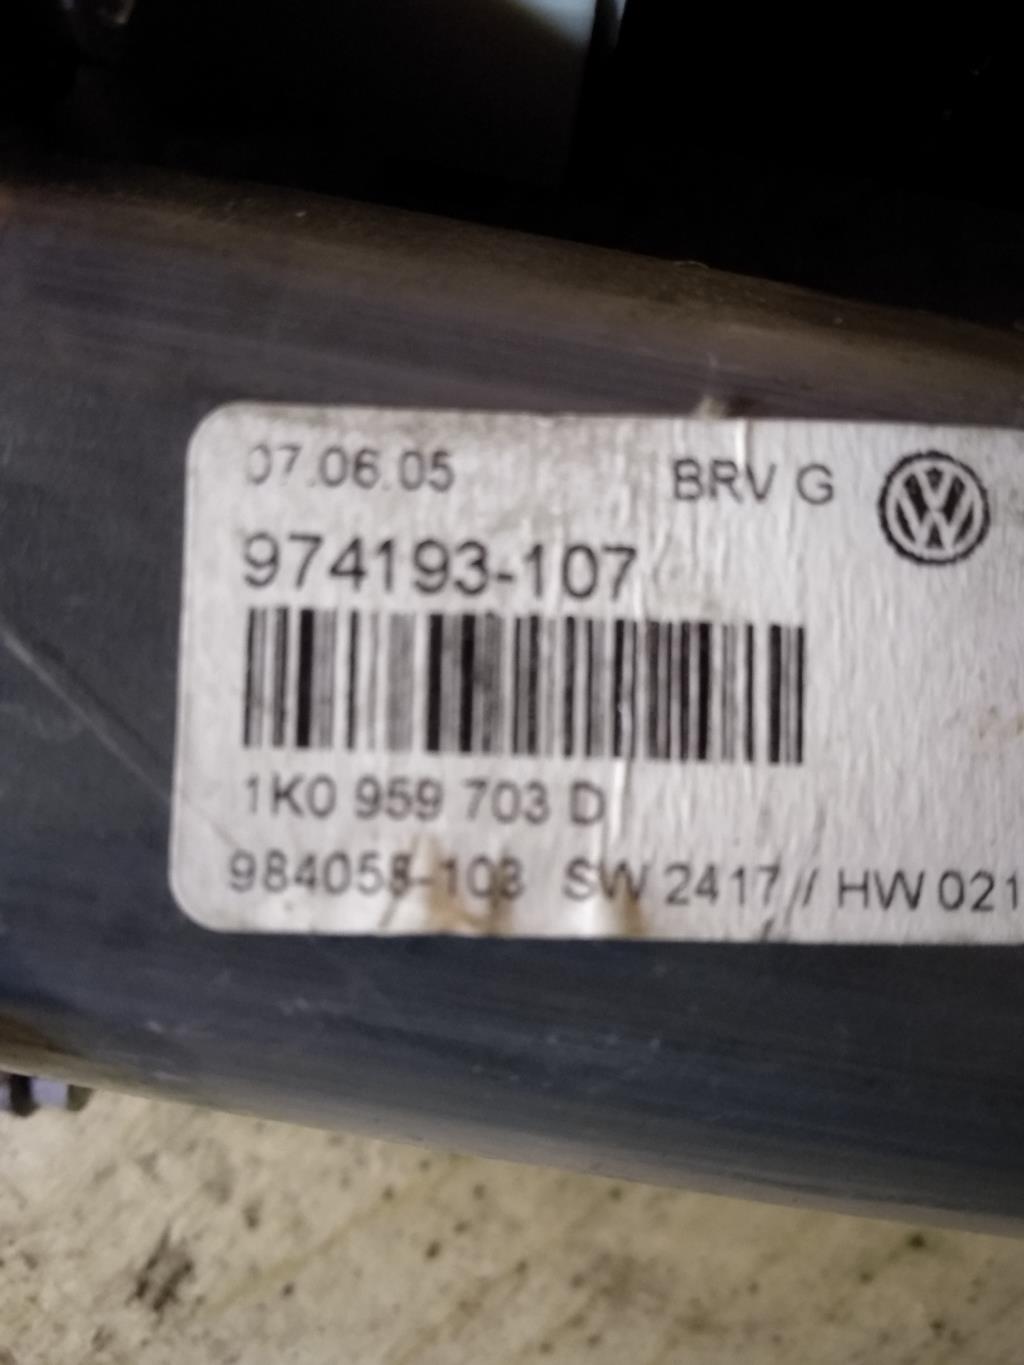 07.06.05 BRV G
974193-107
1K0 959 703 D
984058-103 SW 2417 // HW 021